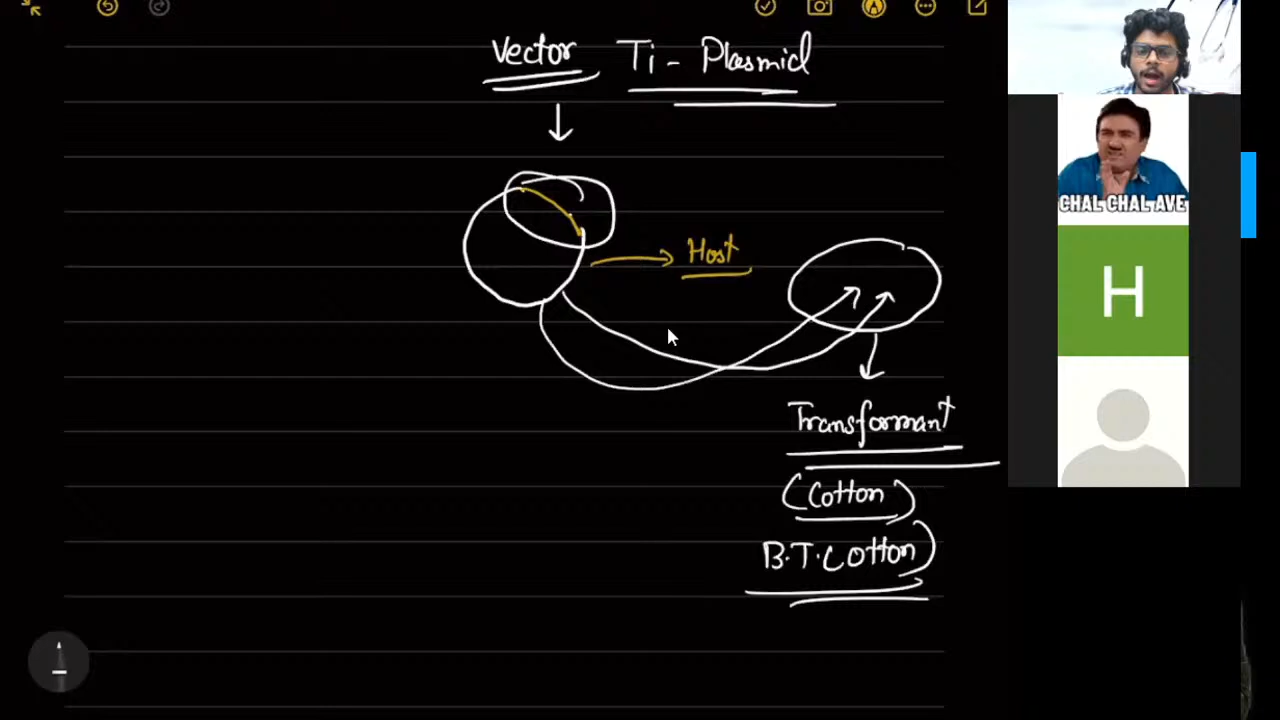 Vector Ti - Plasmid
Host
Transformant
(Cotton)
B.T. Cotton)
CHAL CHAL AVE
H